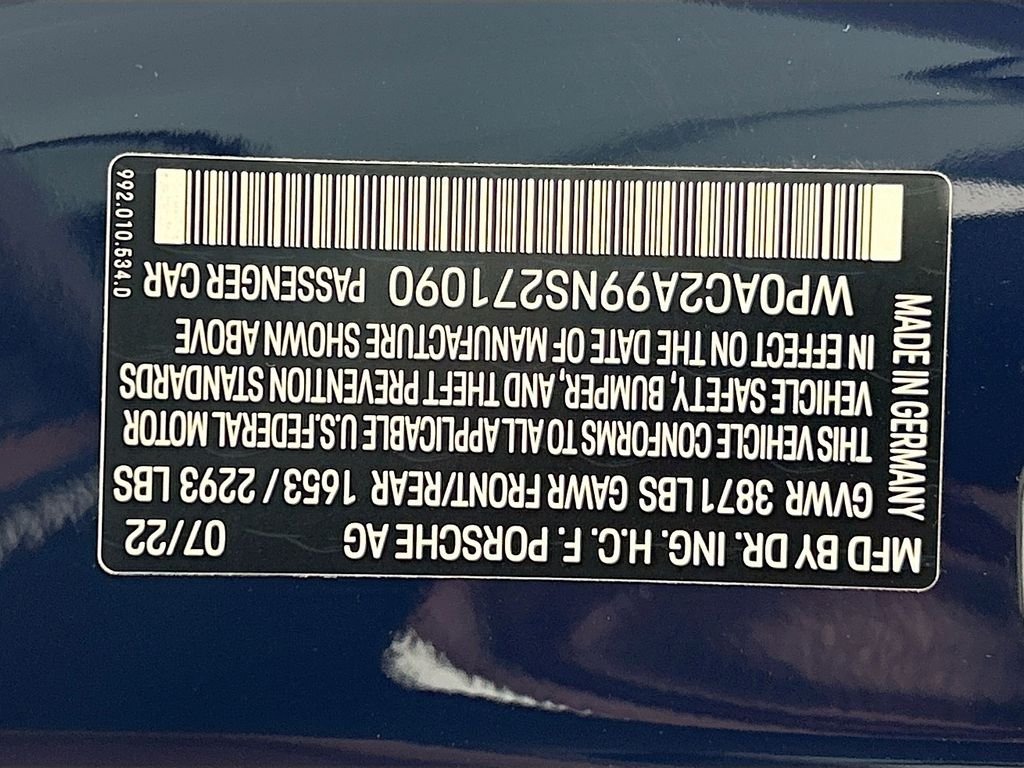 MFD BY DR. ING. H.C. F. PORSCHE AG 07/22
GVWR 3871 LBS GAWR FRONT/REAR 1653 / 2293 LBS
THIS VEHICLE CONFORMS TO ALL APPLICABLE U.S. FEDERAL MOTOR
VEHICLE SAFETY, BUMPER, AND THEFT PREVENTION STANDARDS
IN EFFECT ON THE DATE OF MANUFACTURE SHOWN ABOVE
WP0AC2A99NS271090 PASSENGER CAR
MADE IN GERMANY
992.010.634.0